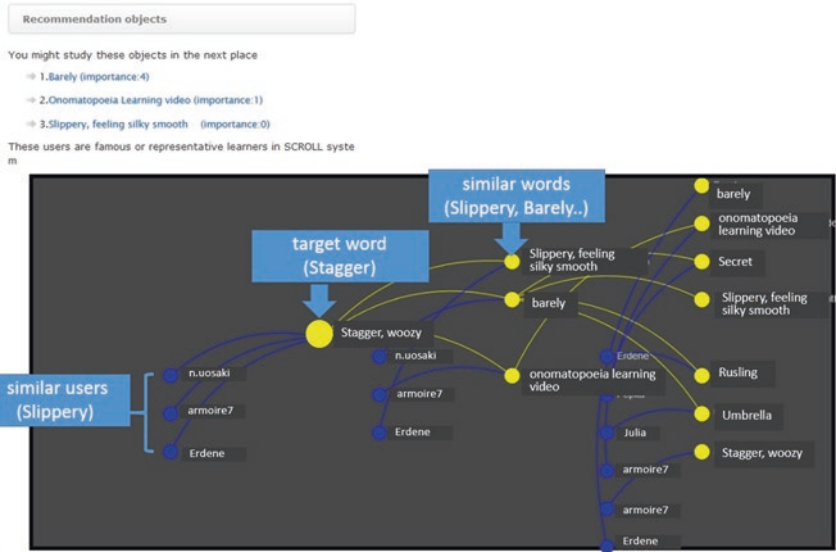 Recommendation objects
You might study these objects in the next place
1.Barely (importance:4)
2.Onomatopoeia Learning video (importance:1)
3.Slippery, feeling silky smooth (importance:0)
These users are famous or representative learners in SCROLL syste
m
similar words
(Slippery, Barely..)
target word
(Stagger)
similar users
(Slippery)
Stagger, woozy
n.uosaki
armoire7
Erdene
n.uosaki
armoire7
Erdene
Slippery, feeling
silky smooth
barely
onomatopoeia learning
video
Erdene
Julia
armoire7
armoire7
Erdene
barely
onomatopoeia
learning video
Secret
Slippery, feeling
silky smooth
Rusling
Umbrella
Stagger, woozy